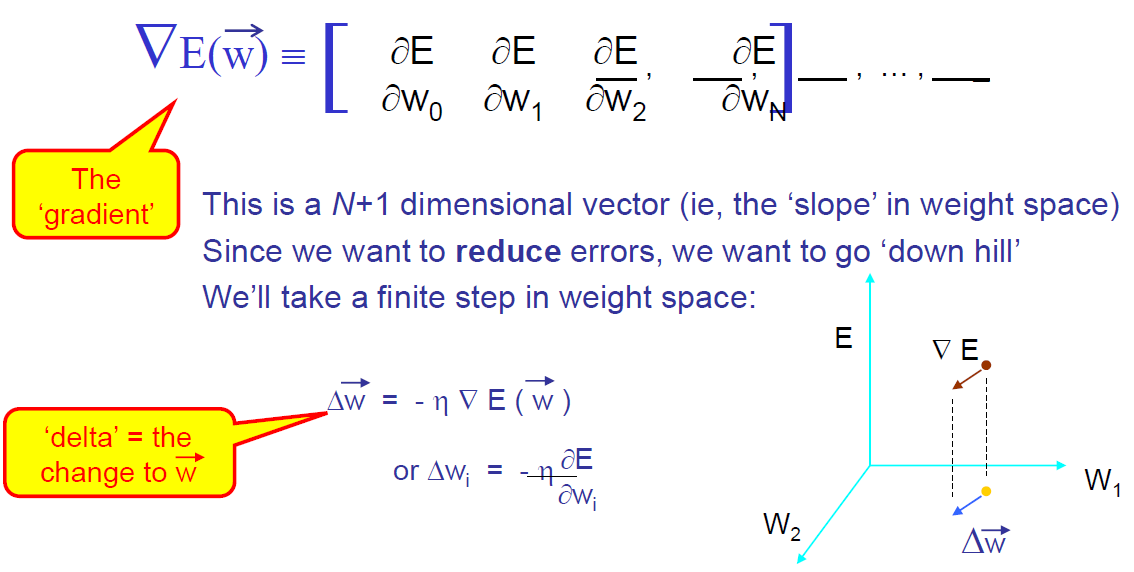 ∇E(w⃗) ≡ [ ∂E/∂w₀ , ∂E/∂w₁ , ∂E/∂w₂ , … , ∂E/∂w_N ]
The
‘gradient’
This is a N+1 dimensional vector (ie, the ‘slope’ in weight space)
Since we want to reduce errors, we want to go ‘down hill’
We’ll take a finite step in weight space:
E
∇ E
Δw⃗ = - η ∇ E ( w⃗ )
‘delta’ = the
change to w⃗
or Δwᵢ = - η ∂E/∂wᵢ
W₁
W₂
Δw⃗